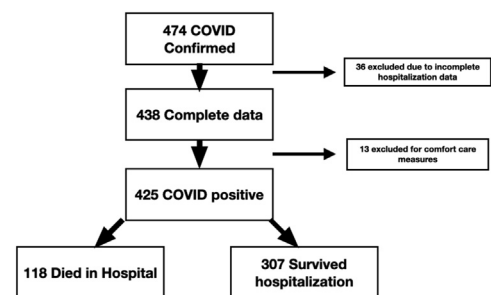 474 COVID
Confirmed
36 excluded due to incomplete
hospitalization data
438 Complete data
13 excluded for comfort care
measures
425 COVID positive
118 Died in Hospital
307 Survived
hospitalization